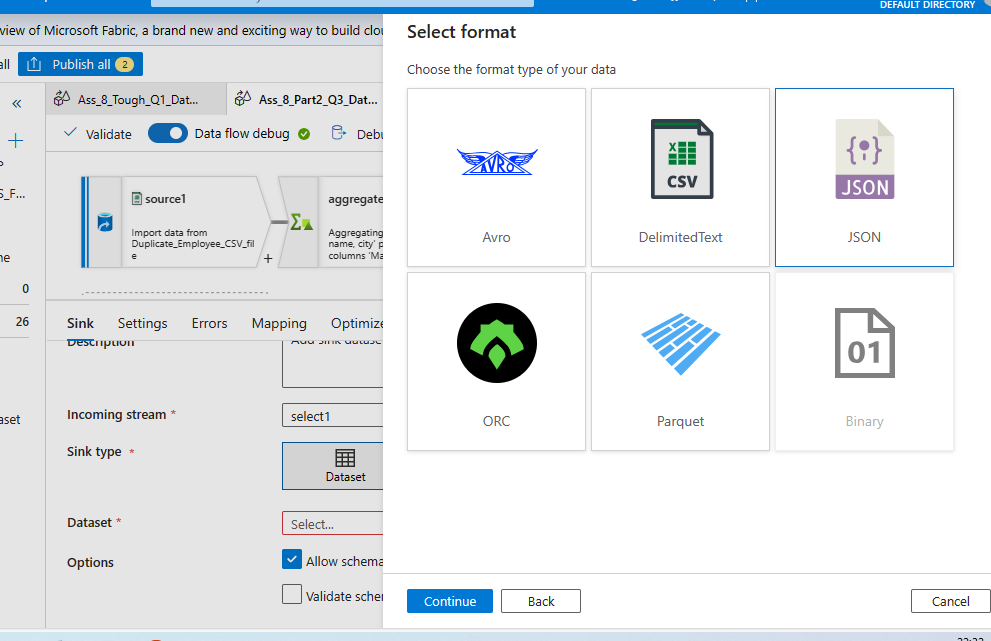 DEFAULT DIRECTORY
view of Microsoft Fabric, a brand new and exciting way to build clou
all
Publish all 2
«
Ass_8_Tough_Q1_Dat...
Ass_8_Part2_Q3_Dat...
Validate
Data flow debug
Debu
S_F...
source1
Import data from
Duplicate_Employee_CSV_fil
e
+
aggregate
Aggregating
name, city' p
columns 'Ma
ne
0
26
Sink
Settings
Errors
Mapping
Optimize
Description
Add sink datase
Incoming stream *
select1
Sink type *
Dataset
aset
Dataset *
Select...
Options
Allow schema
Validate scher
Select format
Choose the format type of your data
AVRO
Avro
X
CSV
DelimitedText
JSON
JSON
ORC
Parquet
01
Binary
Continue
Back
Cancel